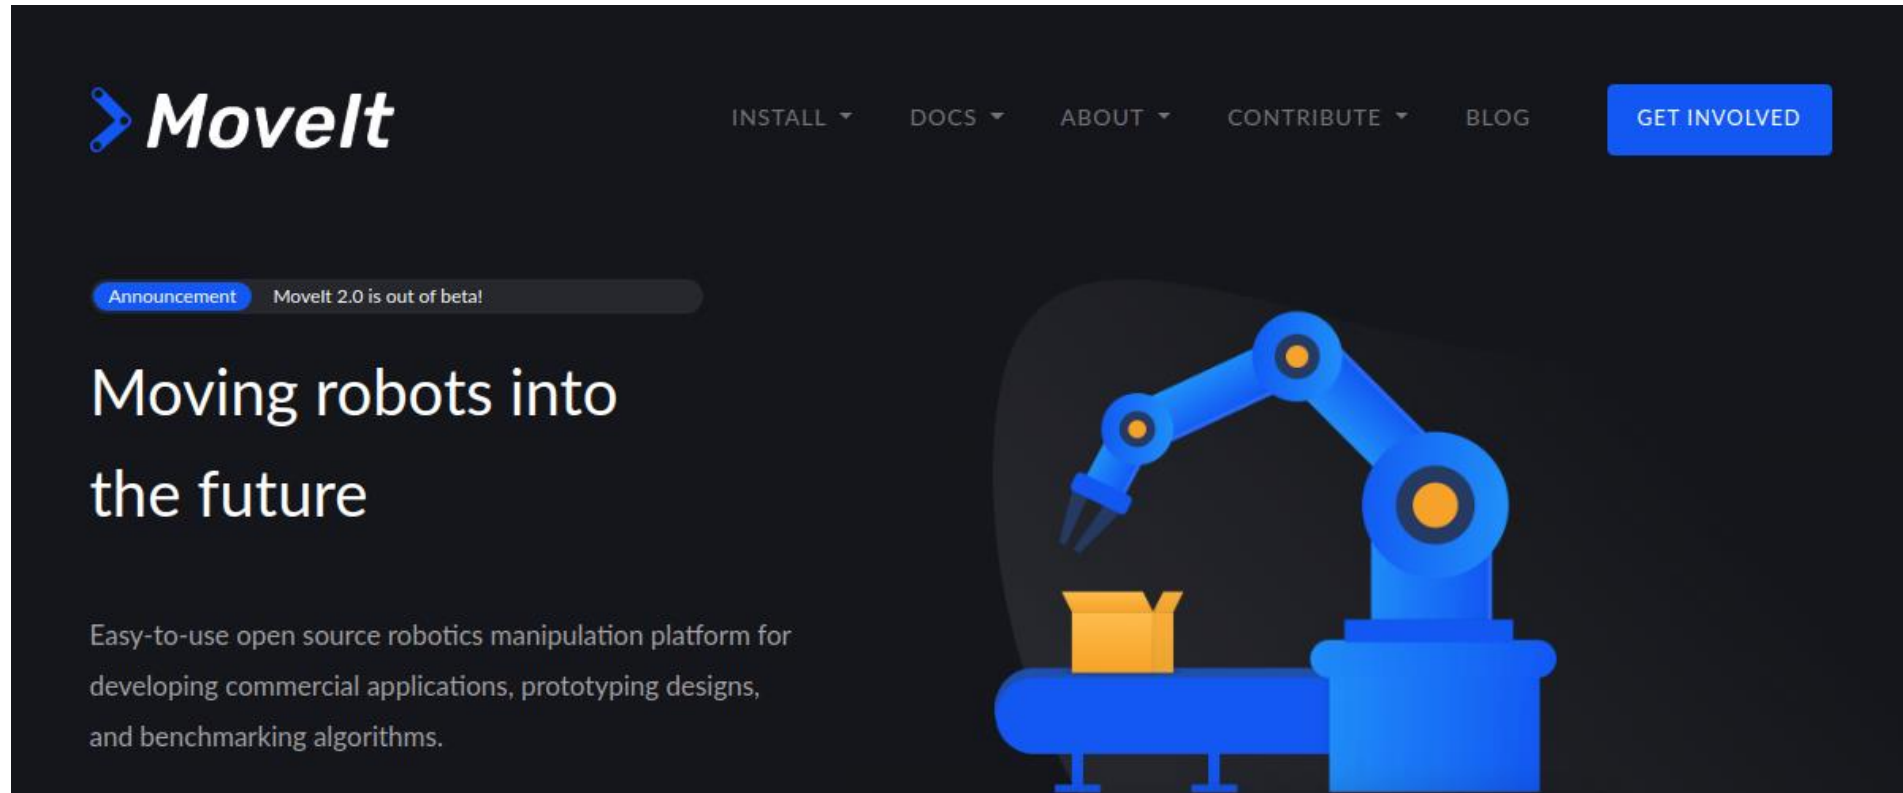 MoveIt
INSTALL DOCS ABOUT CONTRIBUTE BLOG GET INVOLVED
Announcement MoveIt 2.0 is out of beta!
Moving robots into
the future
Easy-to-use open source robotics manipulation platform for
developing commercial applications, prototyping designs,
and benchmarking algorithms.